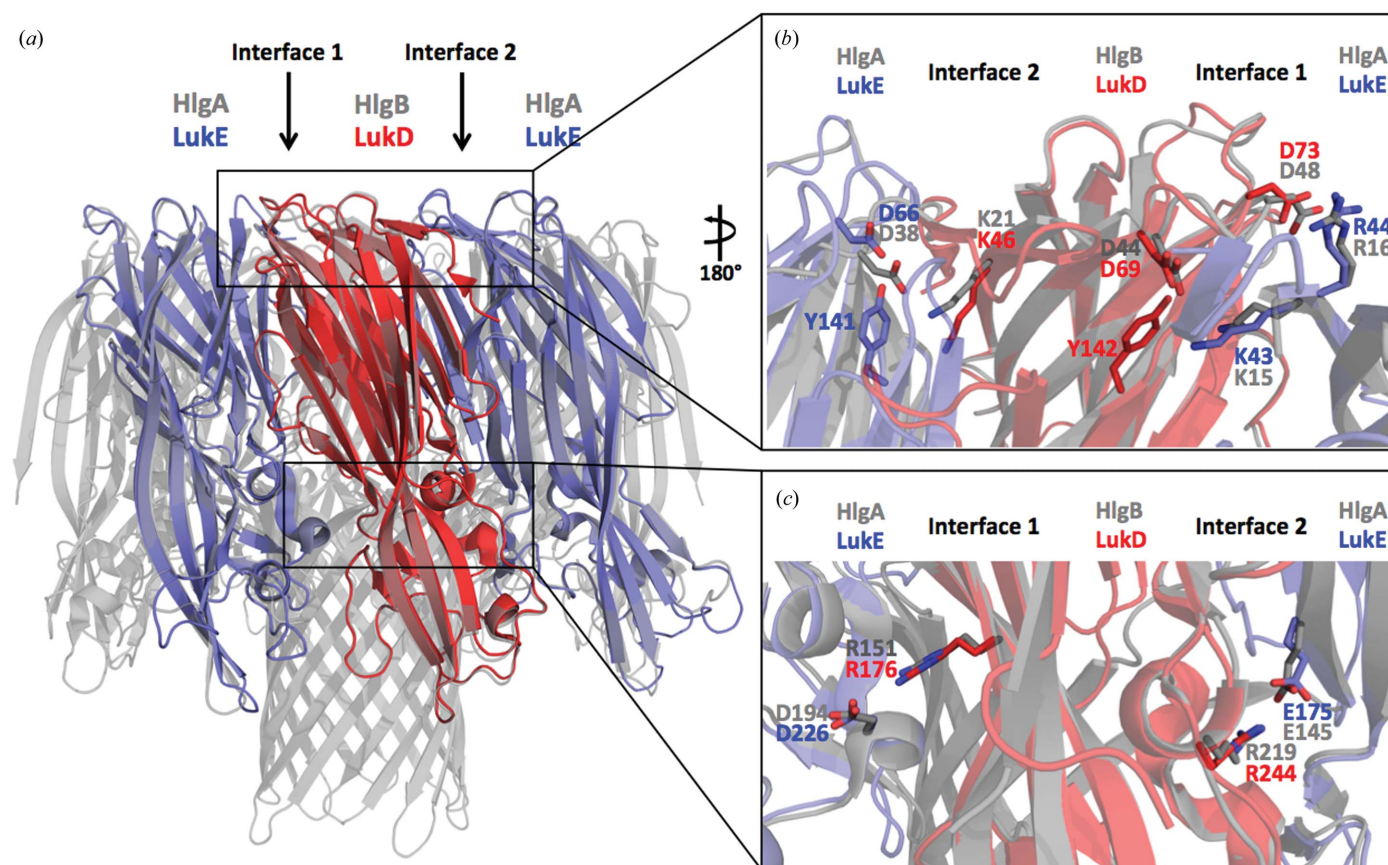 (a)
Interface 1 Interface 2
HlgA HlgB HlgA
LukE LukD LukE
180°
(b)
HlgA HlgB HlgA
LukE Interface 2 LukD Interface 1 LukE
D73
D48
D66 K21 R44
D38 K46 D44 R16
D69
Y141 Y142 K43
K15
(c)
HlgA Interface 1 HlgB Interface 2 HlgA
LukE LukD LukE
R151
R176
D194 E175
D226 E145
R219
R244